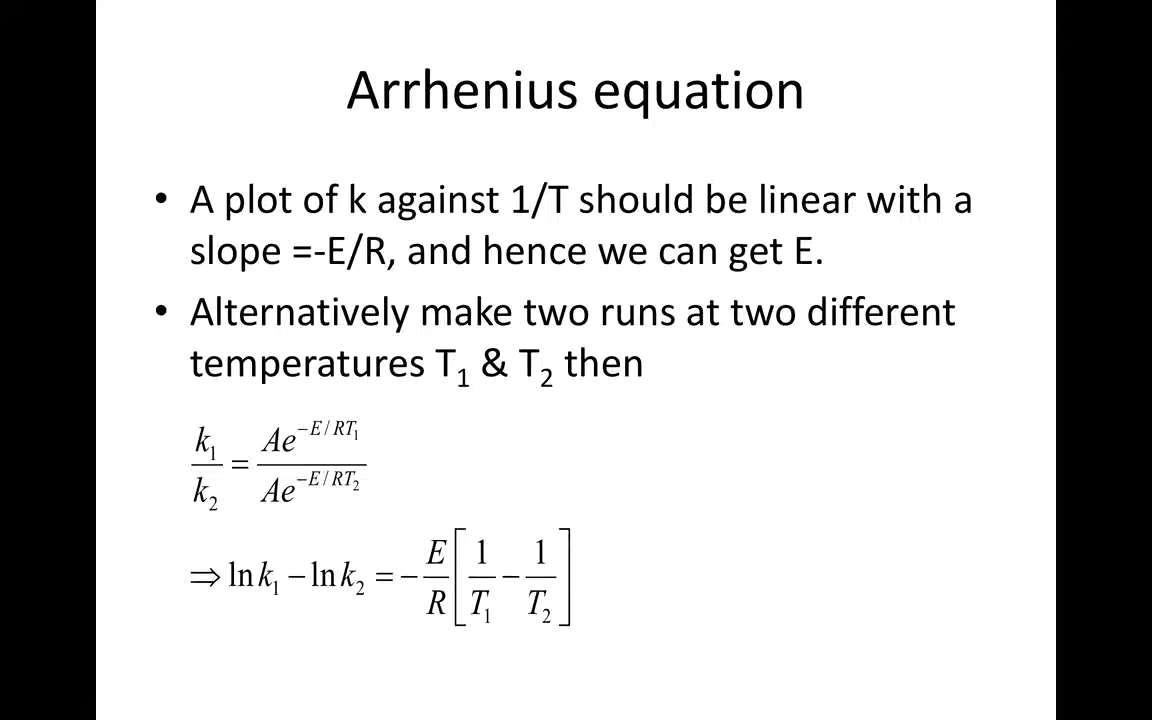 Arrhenius equation
• A plot of k against 1/T should be linear with a
slope =-E/R, and hence we can get E.
• Alternatively make two runs at two different
temperatures T₁ & T₂ then
k₁/k₂ = Ae^(−E/RT₁)/Ae^(−E/RT₂)
⇒ ln k₁ − ln k₂ = −E/R [1/T₁ − 1/T₂]